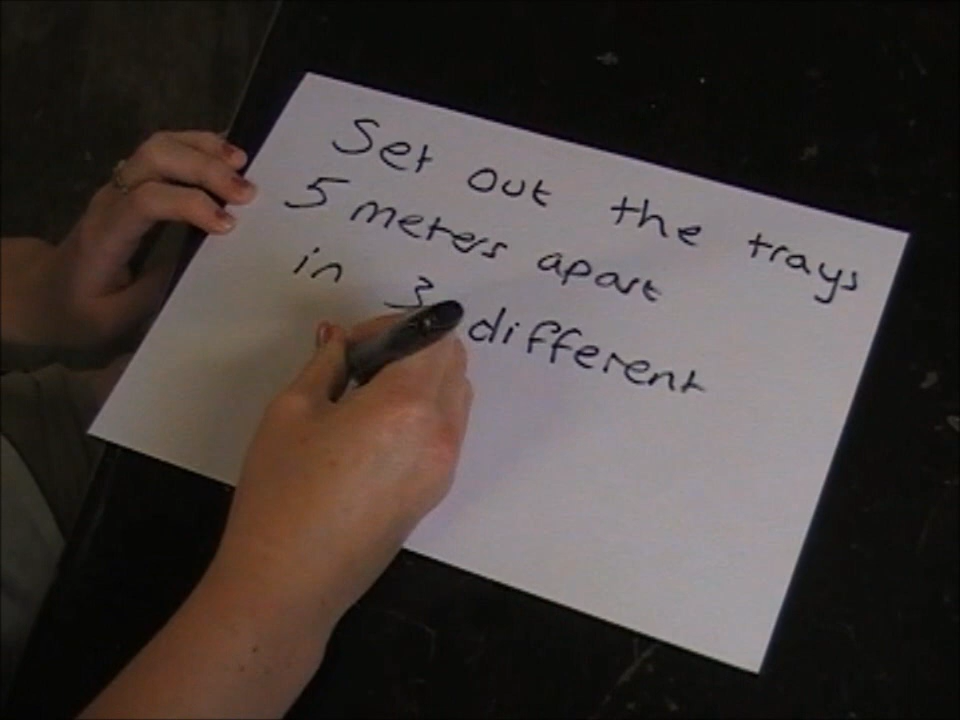 Set out the trays
5 meters apart
in 3 different